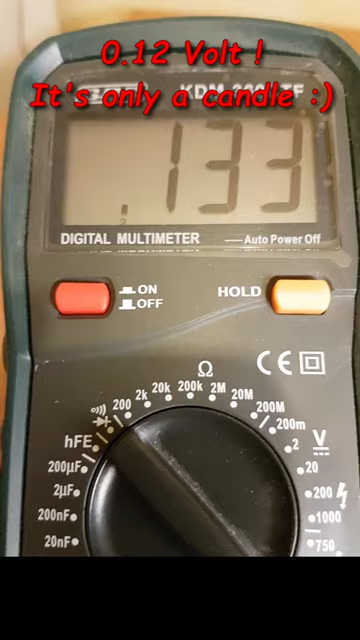 0.12 Volt !
It's only a candle :)
.133
DIGITAL MULTIMETER
Auto Power Off
ON
OFF
HOLD
Ω
CE
200
2k
20k
200k
2M
20M
200M
200m
2
20
200
1000
750
V
hFE
200µF
2µF
200nF
20nF